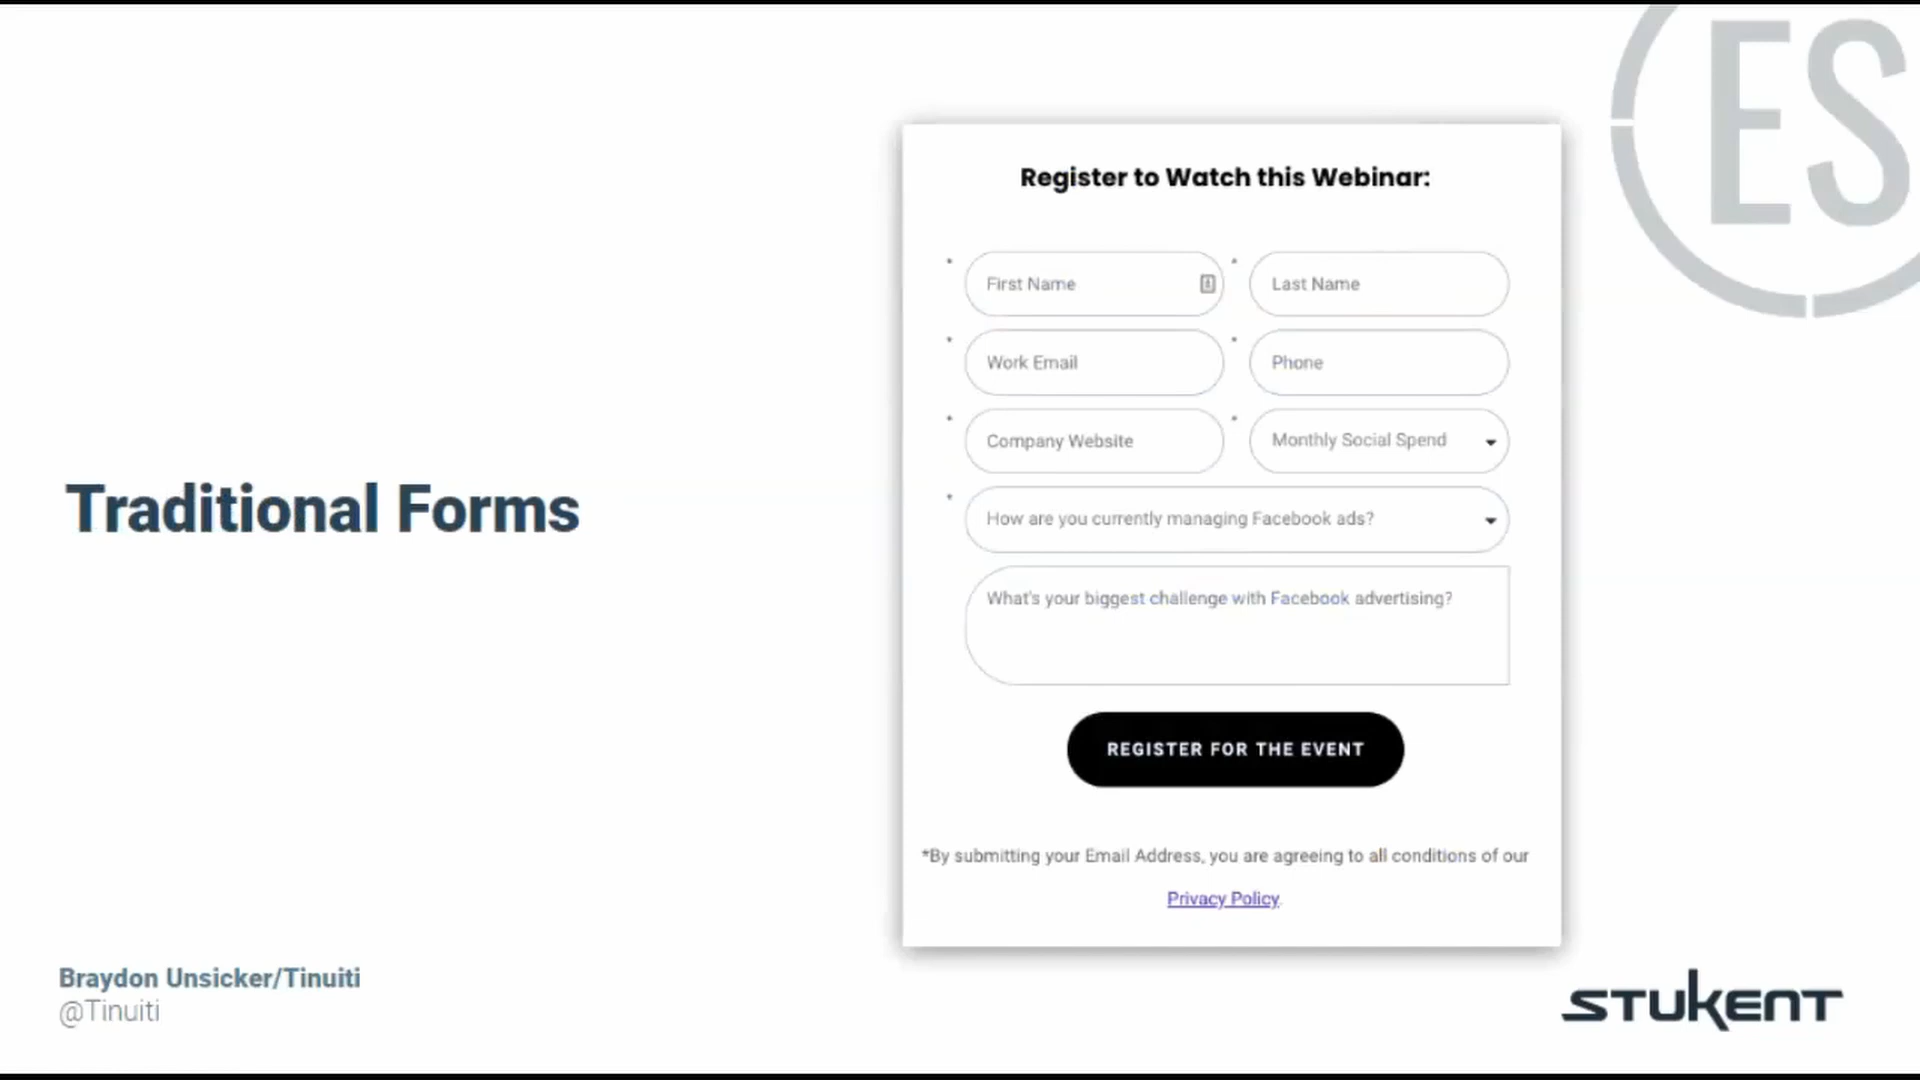 ES
Register to Watch this Webinar:
* First Name * Last Name
* Work Email * Phone
* Company Website * Monthly Social Spend
* How are you currently managing Facebook ads?
What's your biggest challenge with Facebook advertising?
REGISTER FOR THE EVENT
*By submitting your Email Address, you are agreeing to all conditions of our
Privacy Policy.
Traditional Forms
Braydon Unsicker/Tinuiti
@Tinuiti
STUKENT